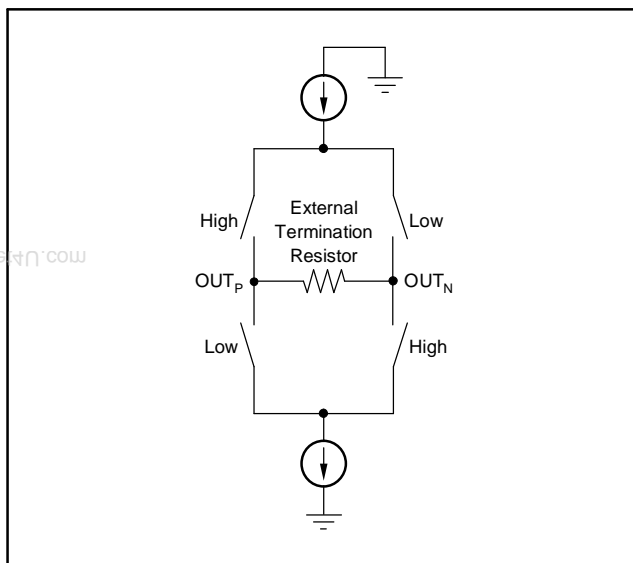 External
Termination
Resistor
High
Low
OUTP
OUTN
Low
High